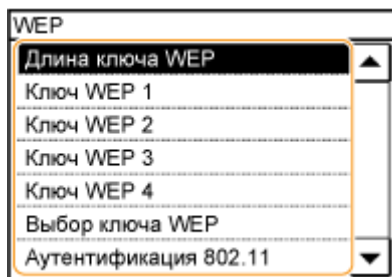 WEP
Длина ключа WEP
Ключ WEP 1
Ключ WEP 2
Ключ WEP 3
Ключ WEP 4
Выбор ключа WEP
Аутентификация 802.11